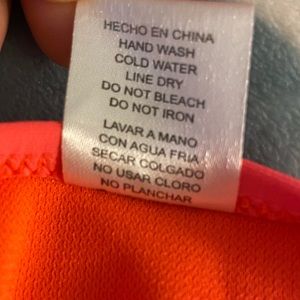 HECHO EN CHINA
HAND WASH
COLD WATER
LINE DRY
DO NOT BLEACH
DO NOT IRON
LAVAR A MANO
CON AGUA FRIA
SECAR COLGADO
NO USAR CLORO
NO PLANCHAR